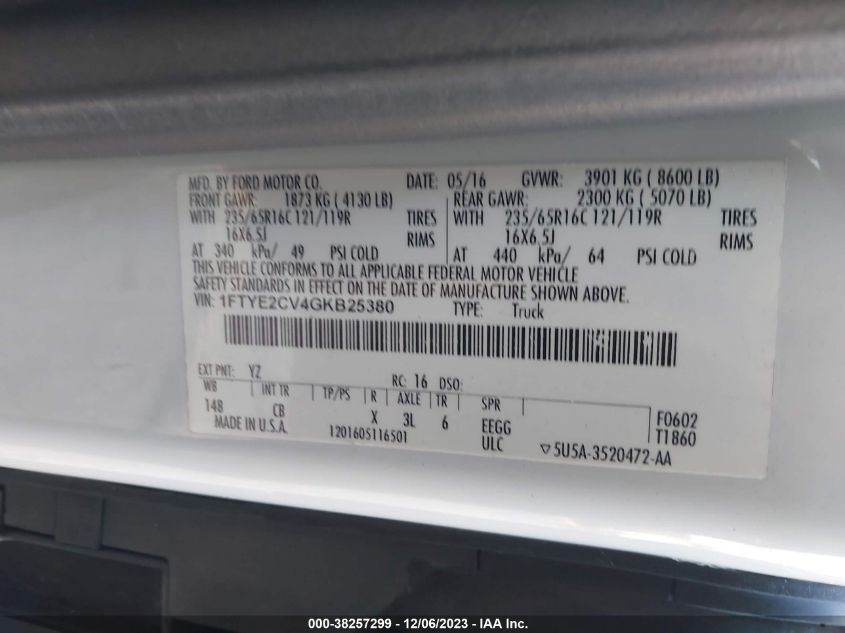 MFD. BY FORD MOTOR CO. DATE: 05/16 GVWR: 3901 KG ( 8600 LB)
FRONT GAWR: 1873 KG ( 4130 LB) REAR GAWR: 2300 KG ( 5070 LB)
WITH 235/65R16C 121/119R TIRES WITH 235/65R16C 121/119R TIRES
16X6.5J RIMS 16X6.5J RIMS
AT 340 kPa/ 49 PSI COLD AT 440 kPa/ 64 PSI COLD
THIS VEHICLE CONFORMS TO ALL APPLICABLE FEDERAL MOTOR VEHICLE
SAFETY STANDARDS IN EFFECT ON THE DATE OF MANUFACTURE SHOWN ABOVE.
VIN: 1FTYE2CV4GKB25380 TYPE: Truck
EXT PNT: YZ RC: 16 DSO:
WB INT TR TP/PS R AXLE TR SPR
148 CB X 3L 6 EEGG F0602
MADE IN U.S.A. 1201605116501 ULC T1860
▽5U5A-3520472-AA
000-38257299 - 12/06/2023 - IAA Inc.